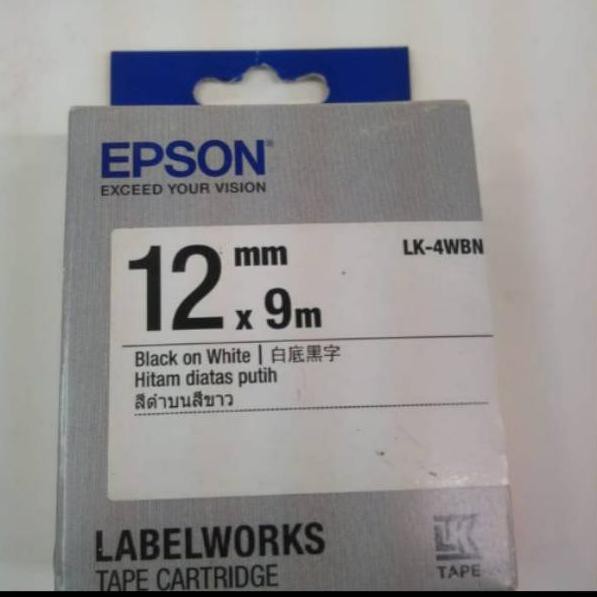 EPSON
EXCEED YOUR VISION
12 mm x 9m
LK-4WBN
Black on White | 白底黑字
Hitam diatas putih
สีดำบนสีขาว
LABELWORKS
LK
TAPE CARTRIDGE
TAPE